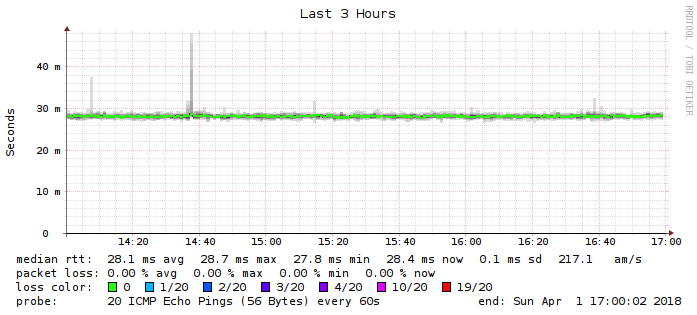 Last 3 Hours
RRDTOOL / TOBI OETIKER
Seconds
40 m
30 m
20 m
10 m
0
14:20 14:40 15:00 15:20 15:40 16:00 16:20 16:40 17:00
median rtt: 28.1 ms avg 28.7 ms max 27.8 ms min 28.4 ms now 0.1 ms sd 217.1 am/s
packet loss: 0.00 % avg 0.00 % max 0.00 % min 0.00 % now
loss color: 0 1/20 2/20 3/20 4/20 10/20 19/20
probe: 20 ICMP Echo Pings (56 Bytes) every 60s end: Sun Apr 1 17:00:02 2018